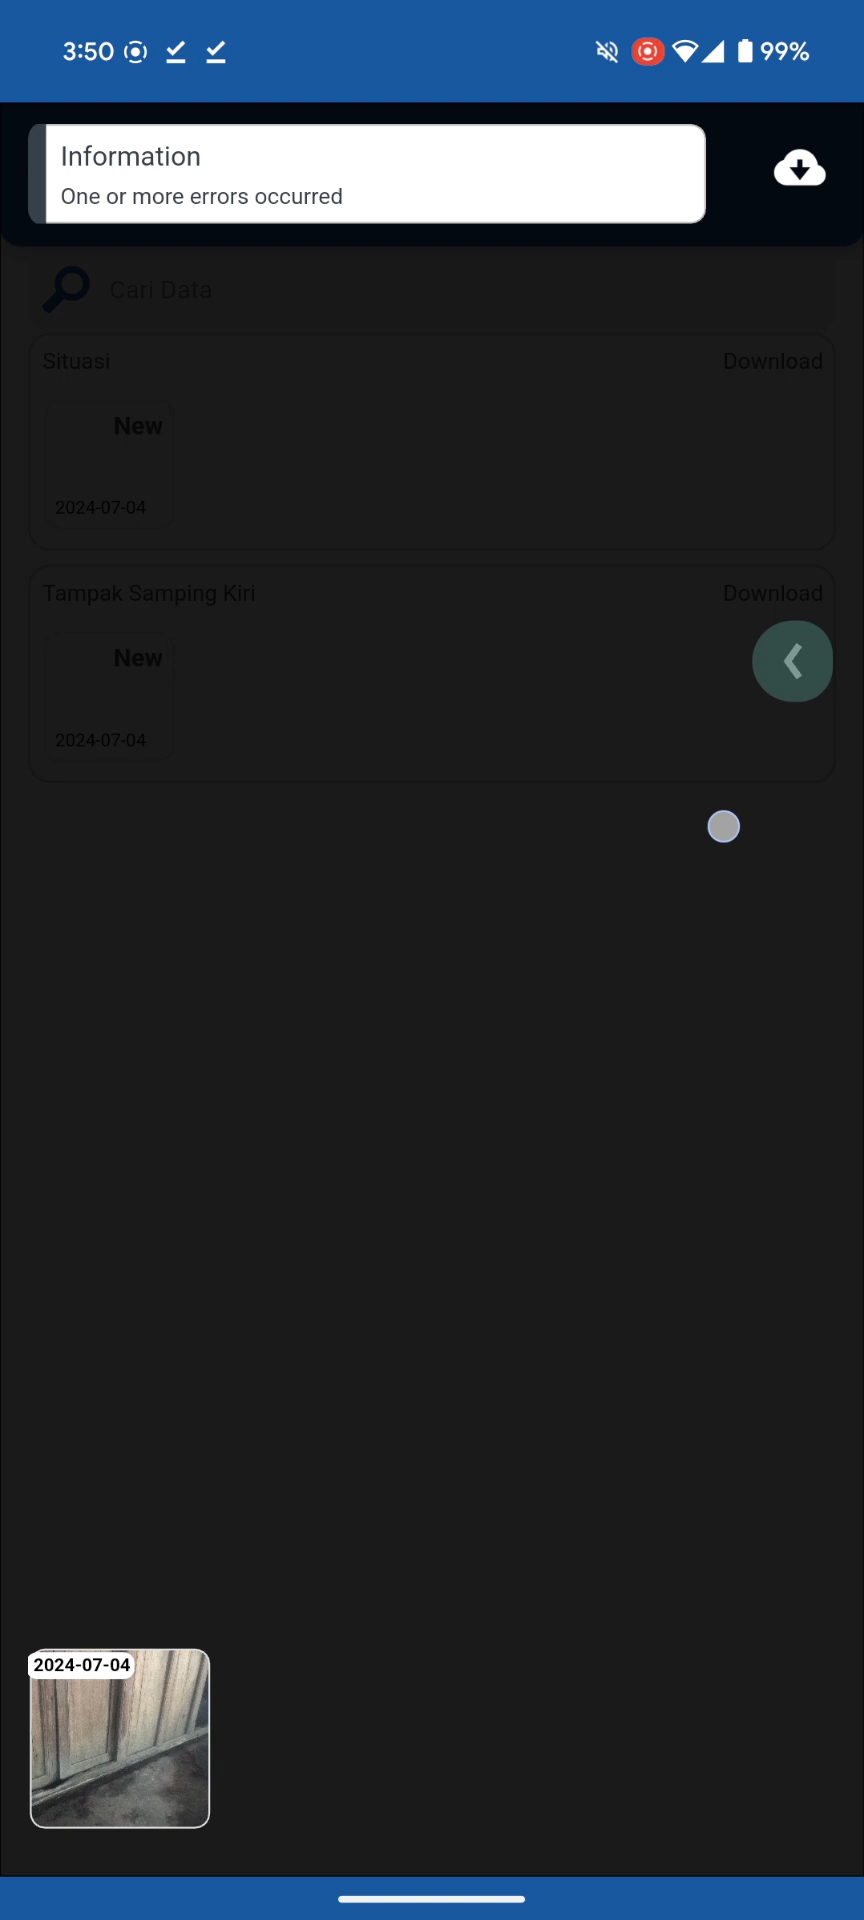 3:50
99%
Information
One or more errors occurred
Cari Data
Situasi
Download
New
2024-07-04
Tampak Samping Kiri
Download
New
2024-07-04
2024-07-04